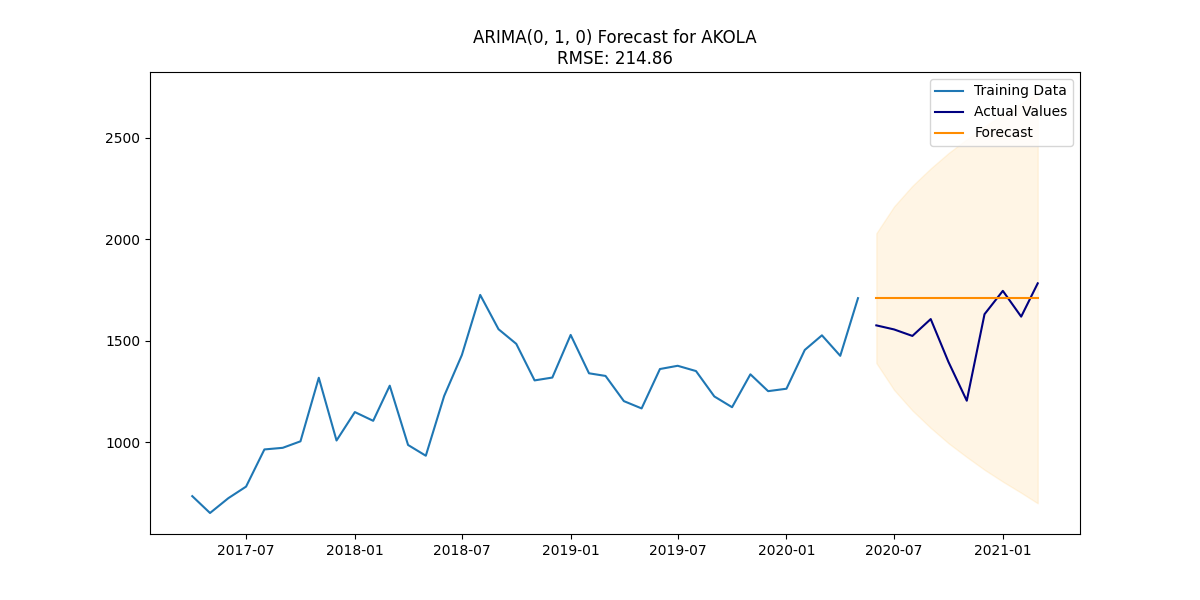 ARIMA(0, 1, 0) Forecast for AKOLA
RMSE: 214.86
Training Data
Actual Values
Forecast
2500
2000
1500
1000
2017-07 2018-01 2018-07 2019-01 2019-07 2020-01 2020-07 2021-01